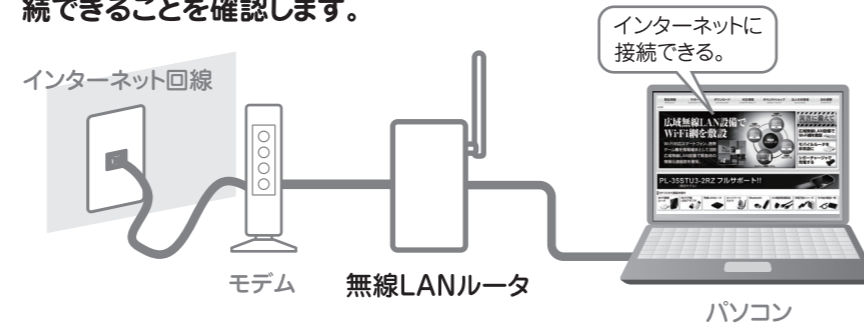 続できることを確認します。
インターネットに
接続できる。
インターネット回線
広域無線LAN設備で
Wi-Fi網を敷設
PL-35STU3-2RZ フルサポート!!
モデム
無線LANルータ
パソコン